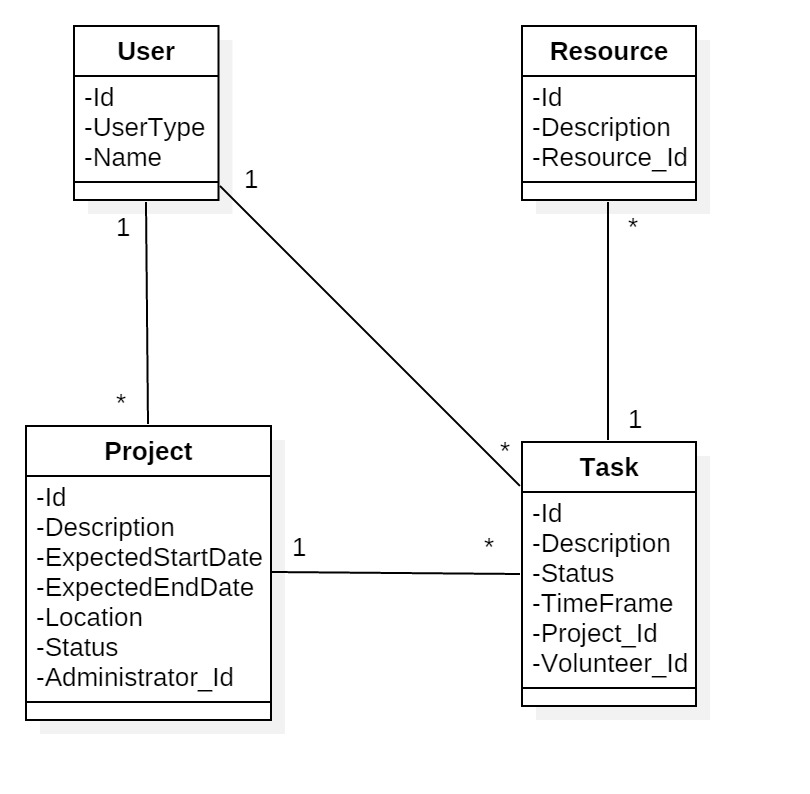 User
-Id
-UserType
-Name
Resource
-Id
-Description
-Resource_Id
1
1
*
*
1
*
Project
-Id
-Description
-ExpectedStartDate
-ExpectedEndDate
-Location
-Status
-Administrator_Id
1
*
Task
-Id
-Description
-Status
-TimeFrame
-Project_Id
-Volunteer_Id